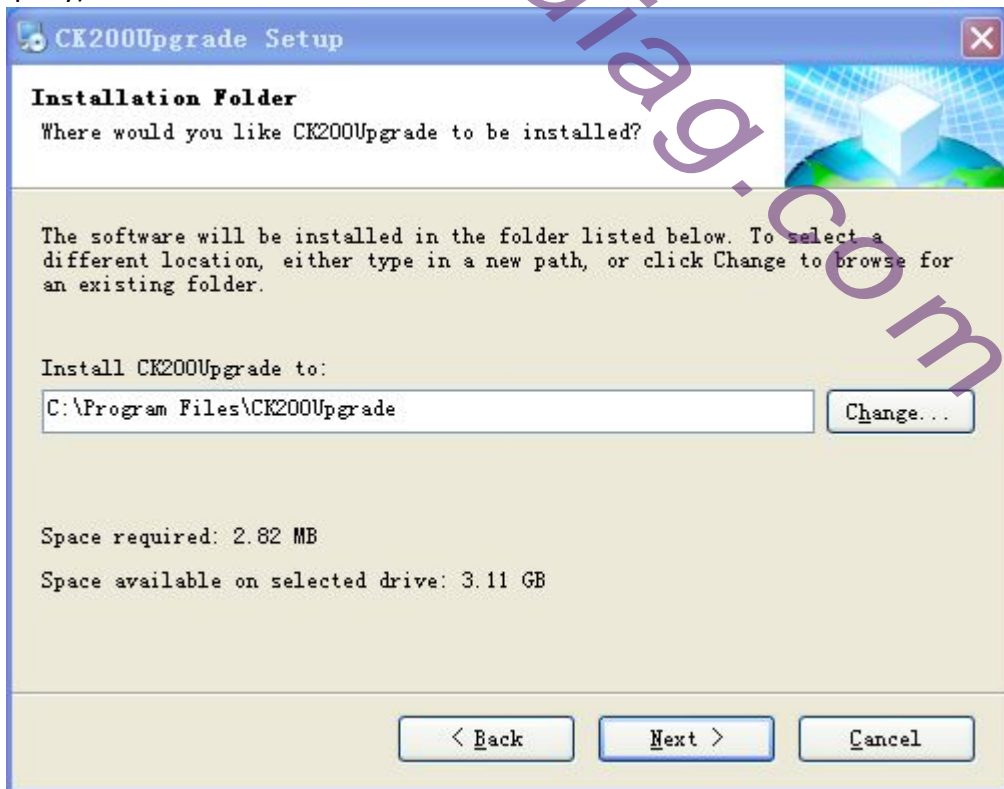 CK200Upgrade Setup
Installation Folder
Where would you like CK200Upgrade to be installed?
The software will be installed in the folder listed below. To select a
different location, either type in a new path, or click Change to browse for
an existing folder.
Install CK200Upgrade to:
C:\Program Files\CK200Upgrade
Change...
Space required: 2.82 MB
Space available on selected drive: 3.11 GB
< Back
Next >
Cancel
diag.com